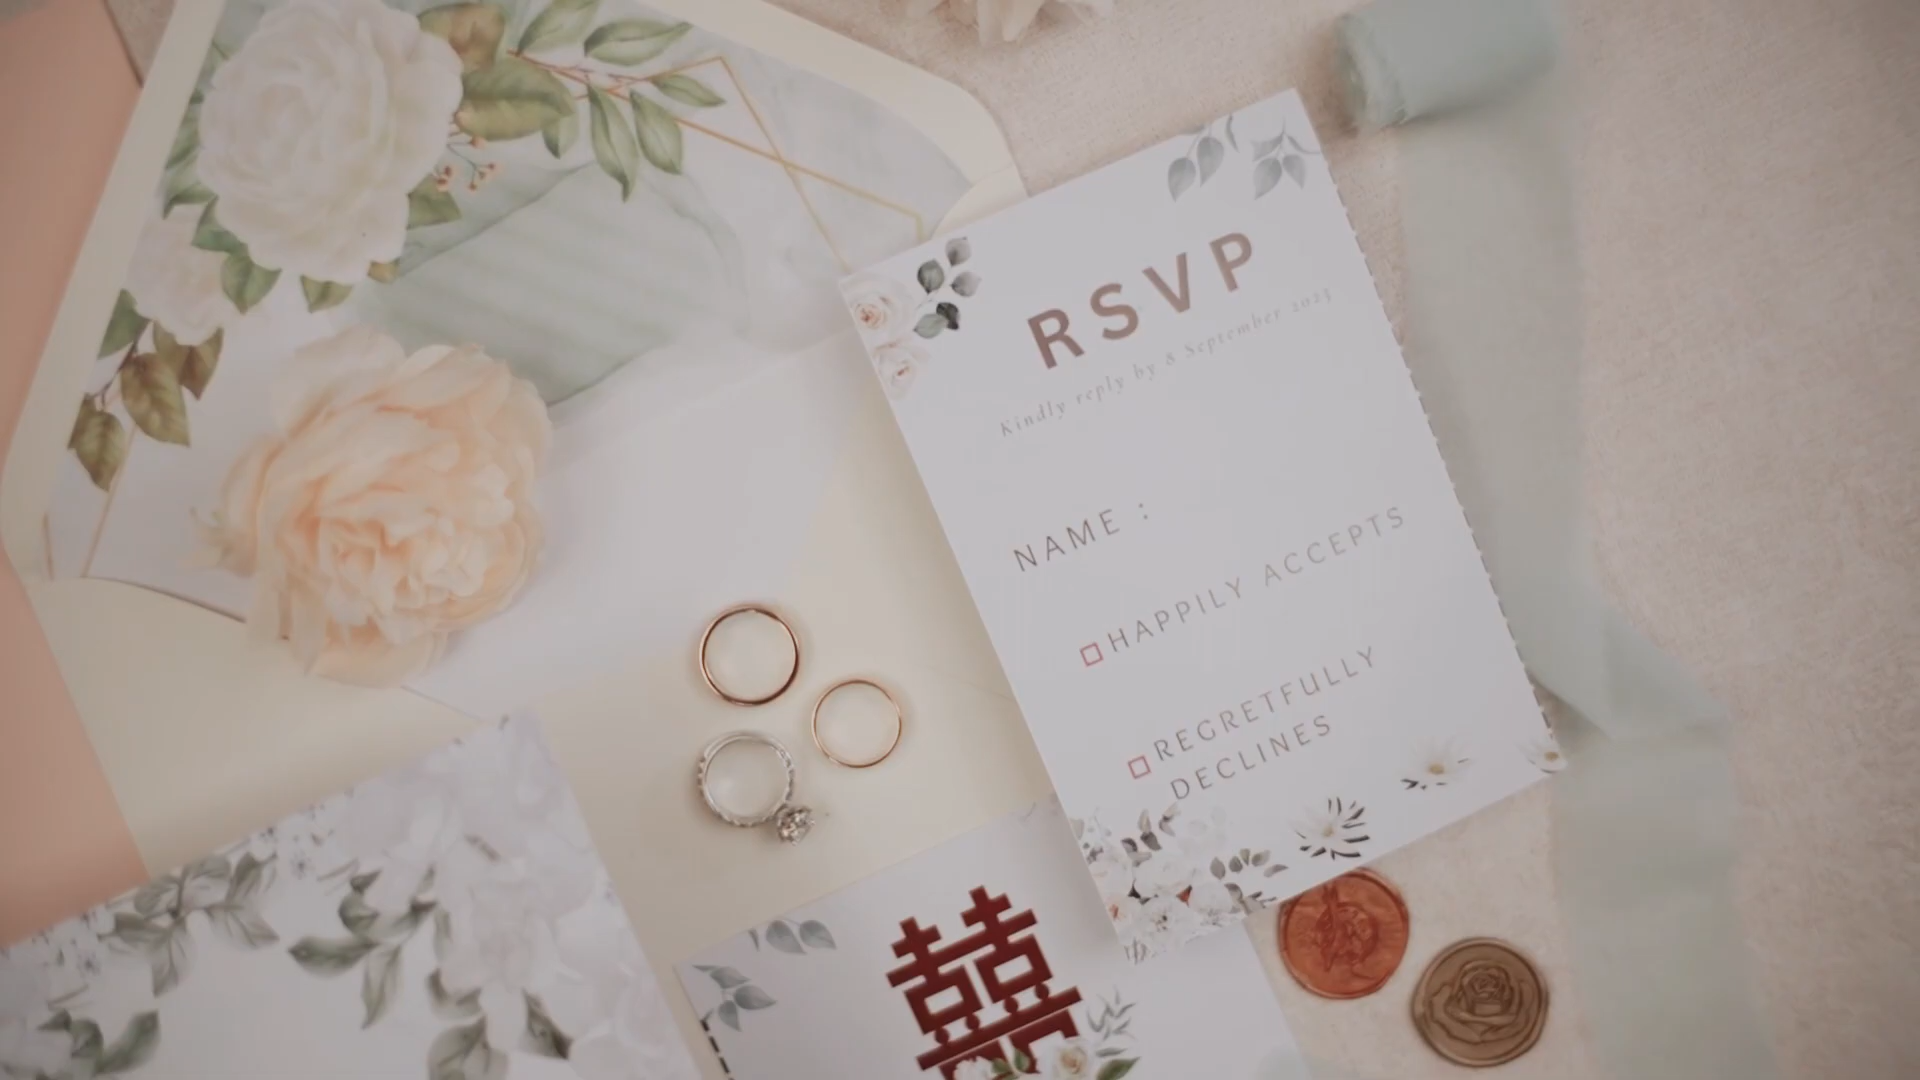 RSVP
Kindly reply by 8 September 2023
NAME :
HAPPILY ACCEPTS
REGRETFULLY
DECLINES
囍